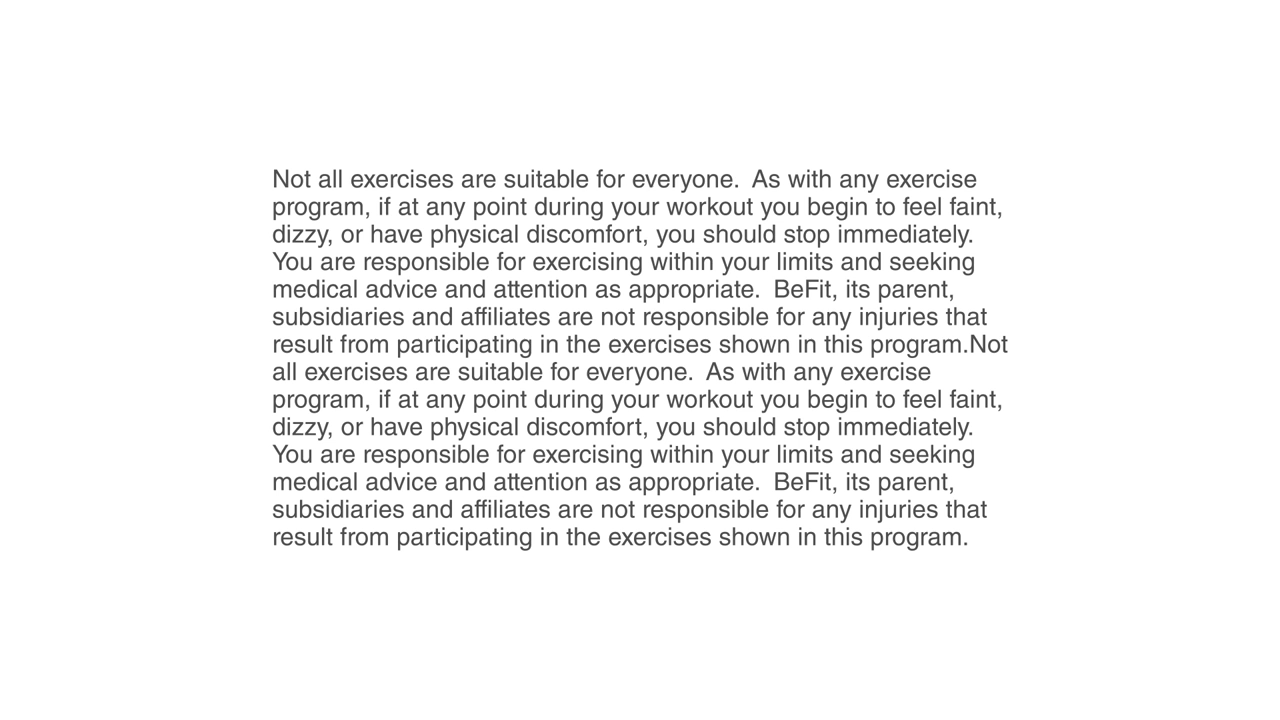 Not all exercises are suitable for everyone.  As with any exercise
program, if at any point during your workout you begin to feel faint,
dizzy, or have physical discomfort, you should stop immediately.
You are responsible for exercising within your limits and seeking
medical advice and attention as appropriate.  BeFit, its parent,
subsidiaries and affiliates are not responsible for any injuries that
result from participating in the exercises shown in this program.Not
all exercises are suitable for everyone.  As with any exercise
program, if at any point during your workout you begin to feel faint,
dizzy, or have physical discomfort, you should stop immediately.
You are responsible for exercising within your limits and seeking
medical advice and attention as appropriate.  BeFit, its parent,
subsidiaries and affiliates are not responsible for any injuries that
result from participating in the exercises shown in this program.